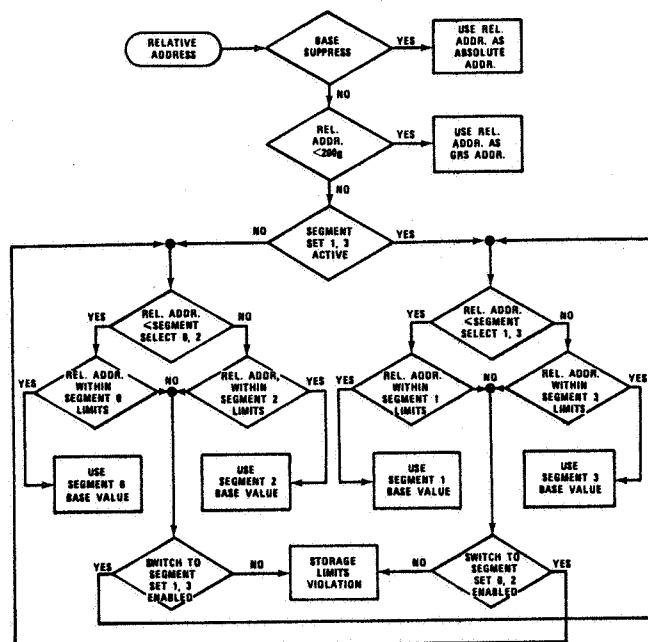 RELATIVE
ADDRESS
BASE
SUPPRESS
YES
USE REL.
ADDR. AS
ABSOLUTE
ADDR.
NO
REL.
ADDR.
<200₈
YES
USE REL.
ADDR. AS
GRS ADDR.
NO
NO
SEGMENT
SET 1, 3
ACTIVE
YES
YES
REL. ADDR.
<SEGMENT
SELECT 0, 2
NO
YES
REL. ADDR.
<SEGMENT
SELECT 1, 3
NO
YES
REL. ADDR.
WITHIN
SEGMENT 0
LIMITS
NO
REL. ADDR.
WITHIN
SEGMENT 2
LIMITS
YES
YES
REL. ADDR.
WITHIN
SEGMENT 1
LIMITS
NO
REL. ADDR.
WITHIN
SEGMENT 3
LIMITS
YES
USE
SEGMENT 0
BASE VALUE
USE
SEGMENT 2
BASE VALUE
USE
SEGMENT 1
BASE VALUE
USE
SEGMENT 3
BASE VALUE
YES
SWITCH TO
SEGMENT
SET 1, 3
ENABLED
NO
STORAGE
LIMITS
VIOLATION
NO
SWITCH TO
SEGMENT
SET 0, 2
ENABLED
YES